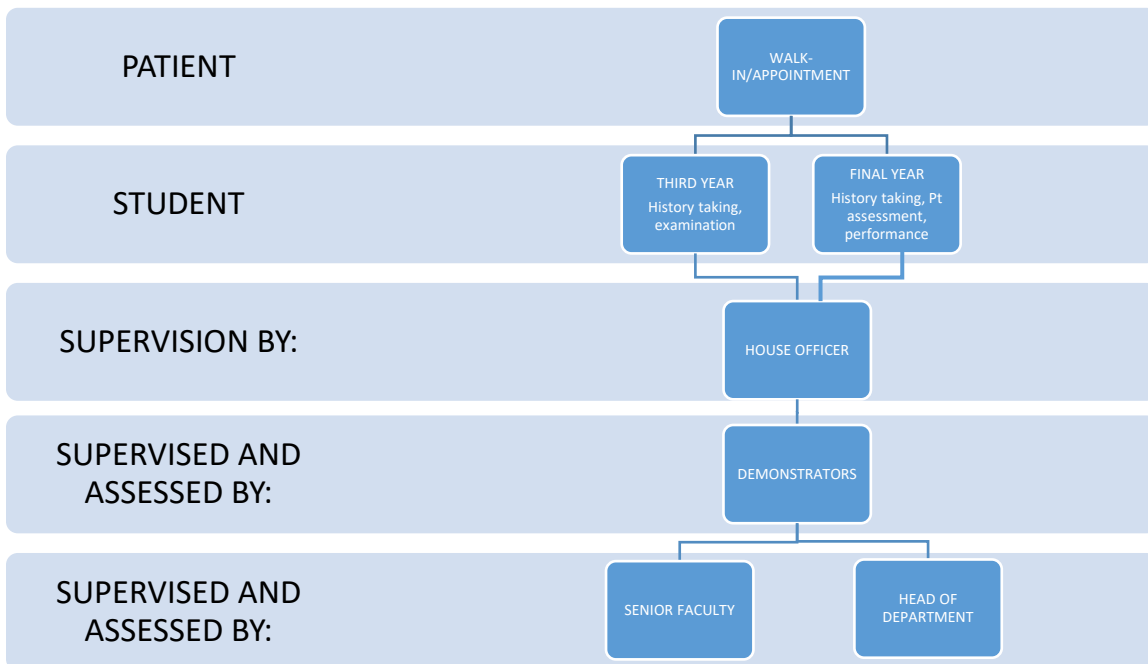 PATIENT
WALK-
IN/APPOINTMENT
STUDENT
THIRD YEAR
History taking,
examination
FINAL YEAR
History taking, Pt
assessment,
performance
SUPERVISION BY:
HOUSE OFFICER
SUPERVISED AND
ASSESSED BY:
DEMONSTRATORS
SUPERVISED AND
ASSESSED BY:
SENIOR FACULTY
HEAD OF
DEPARTMENT